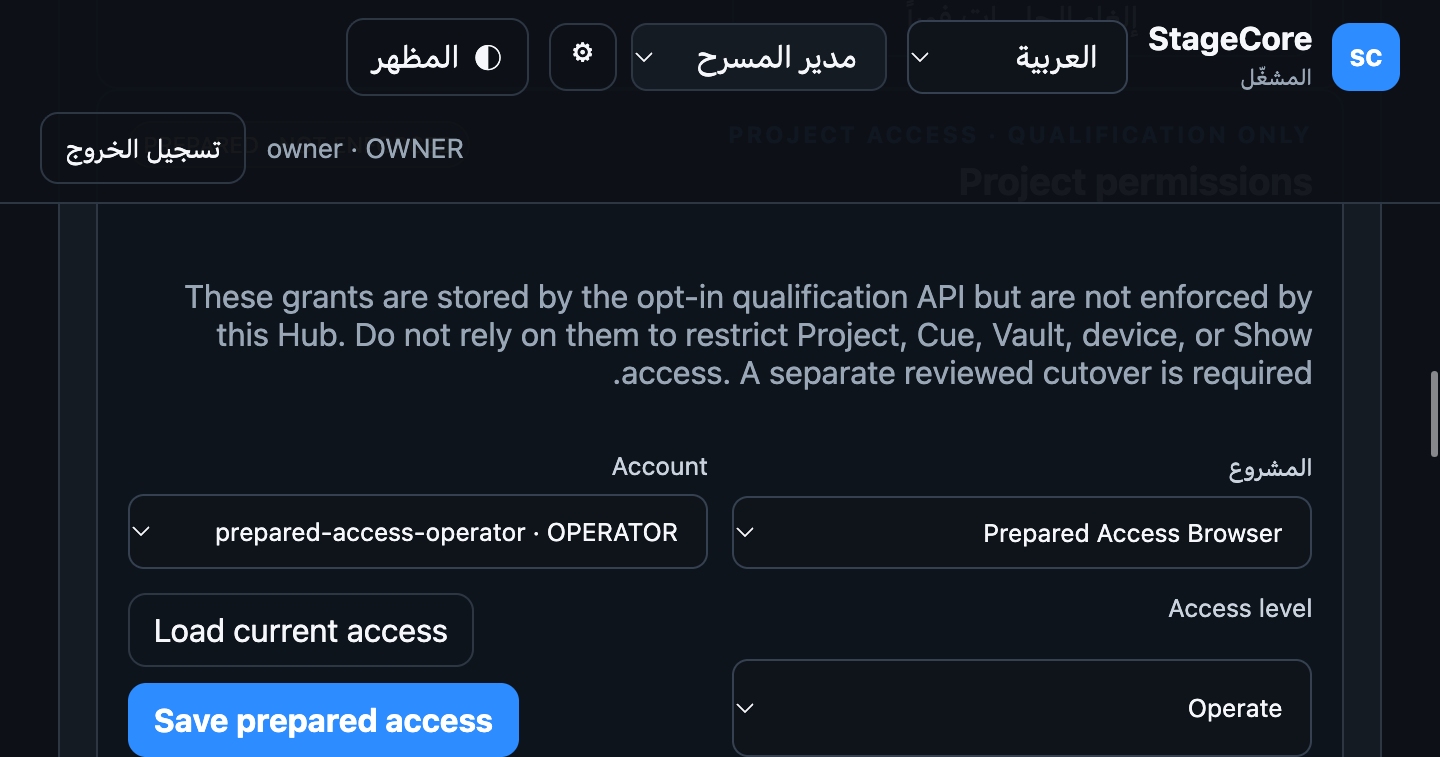 SC
StageCore
المشغّل
العربية
مدير المسرح
⚙
المظهر
owner · OWNER
تسجيل الخروج
PROJECT ACCESS · QUALIFICATION ONLY
Project permissions
These grants are stored by the opt-in qualification API but are not enforced by
this Hub. Do not rely on them to restrict Project, Cue, Vault, device, or Show
access. A separate reviewed cutover is required.
المشروع
Prepared Access Browser
Account
prepared-access-operator · OPERATOR
Access level
Operate
Load current access
Save prepared access